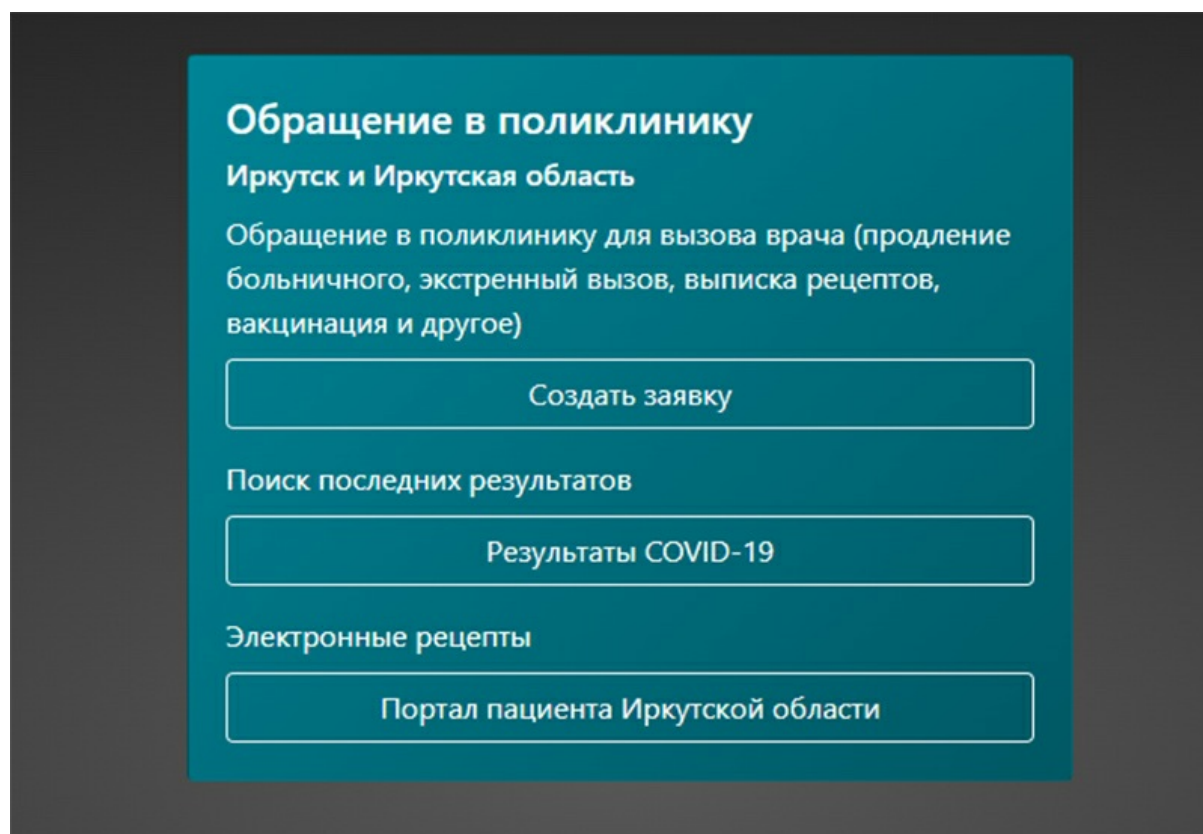 Обращение в поликлинику
Иркутск и Иркутская область
Обращение в поликлинику для вызова врача (продление
больничного, экстренный вызов, выписка рецептов,
вакцинация и другое)
Создать заявку
Поиск последних результатов
Результаты COVID-19
Электронные рецепты
Портал пациента Иркутской области